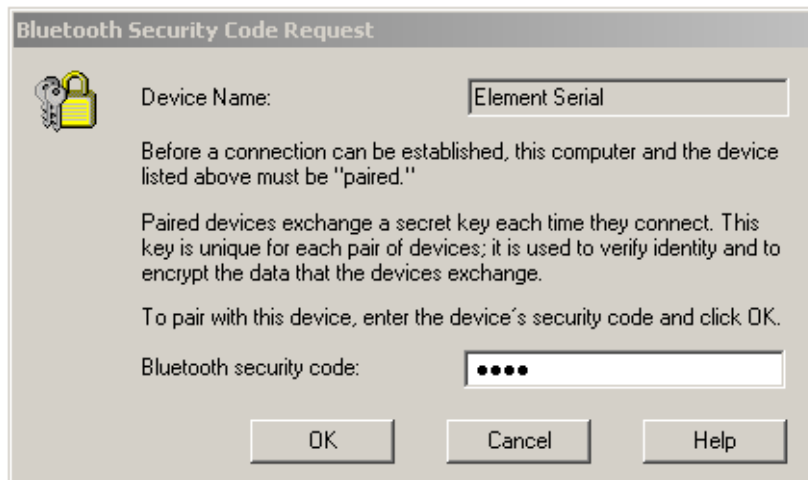 Bluetooth Security Code Request
Device Name: Element Serial
Before a connection can be established, this computer and the device
listed above must be "paired."
Paired devices exchange a secret key each time they connect. This
key is unique for each pair of devices; it is used to verify identity and to
encrypt the data that the devices exchange.
To pair with this device, enter the device´s security code and click OK.
Bluetooth security code: ●●●●
OK Cancel Help